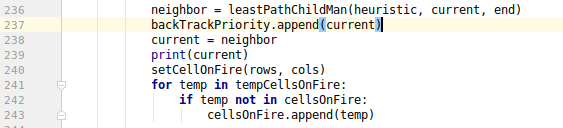 236 neighbor = leastPathChildMan(heuristic, current, end)
237 backTrackPriority.append(current)
238 current = neighbor
239 print(current)
240 setCellOnFire(rows, cols)
241 for temp in tempCellsOnFire:
242 if temp not in cellsOnFire:
243 cellsOnFire.append(temp)